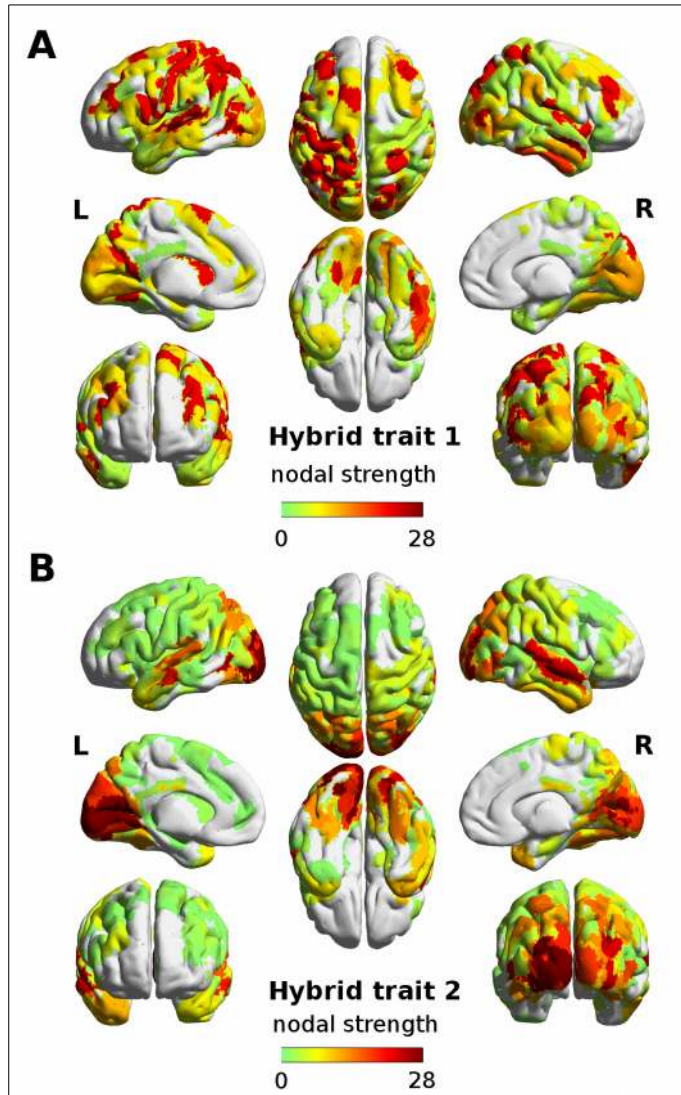 A
L
R
Hybrid trait 1
nodal strength
0 28
B
L
R
Hybrid trait 2
nodal strength
0 28